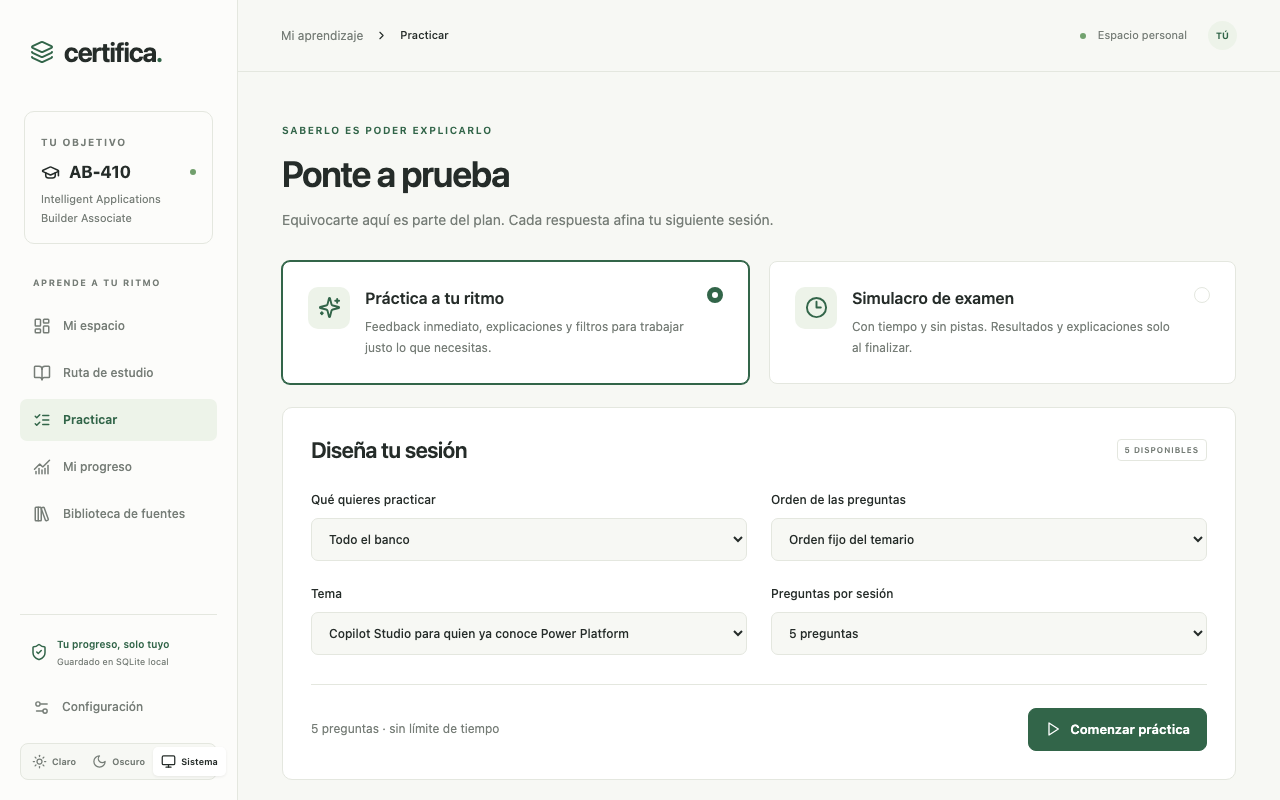 certifica.
TU OBJETIVO
AB-410
Intelligent Applications
Builder Associate
APRENDE A TU RITMO
Mi espacio
Ruta de estudio
Practicar
Mi progreso
Biblioteca de fuentes
Tu progreso, solo tuyo
Guardado en SQLite local
Configuración
Claro
Oscuro
Sistema
Mi aprendizaje
Practicar
Espacio personal
TÚ
SABERLO ES PODER EXPLICARLO
Ponte a prueba
Equivocarte aquí es parte del plan. Cada respuesta afina tu siguiente sesión.
Práctica a tu ritmo
Feedback inmediato, explicaciones y filtros para trabajar
justo lo que necesitas.
Simulacro de examen
Con tiempo y sin pistas. Resultados y explicaciones solo
al finalizar.
Diseña tu sesión
5 DISPONIBLES
Qué quieres practicar
Todo el banco
Orden de las preguntas
Orden fijo del temario
Tema
Copilot Studio para quien ya conoce Power Platform
Preguntas por sesión
5 preguntas
5 preguntas · sin límite de tiempo
Comenzar práctica